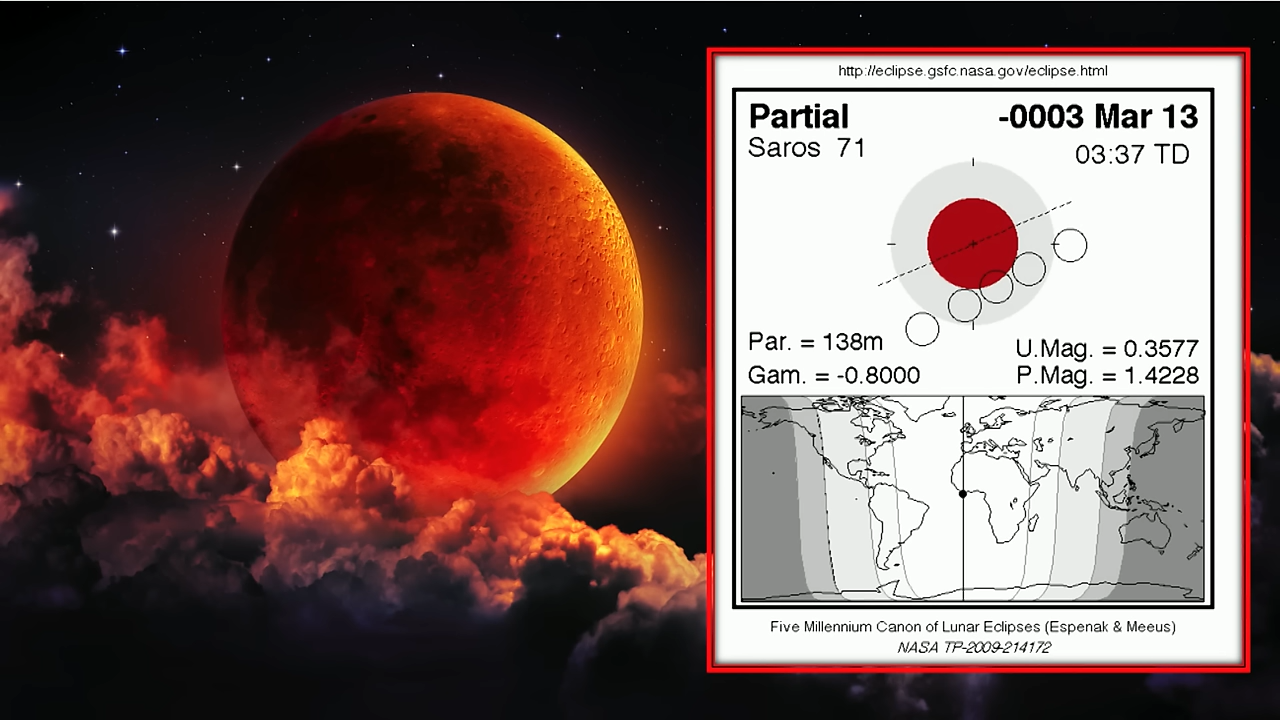 http://eclipse.gsfc.nasa.gov/eclipse.html
Partial -0003 Mar 13
Saros 71 03:37 TD
Par. = 138m U.Mag. = 0.3577
Gam. = -0.8000 P.Mag. = 1.4228
Five Millennium Canon of Lunar Eclipses (Espenak & Meeus)
NASA TP-2009-214172